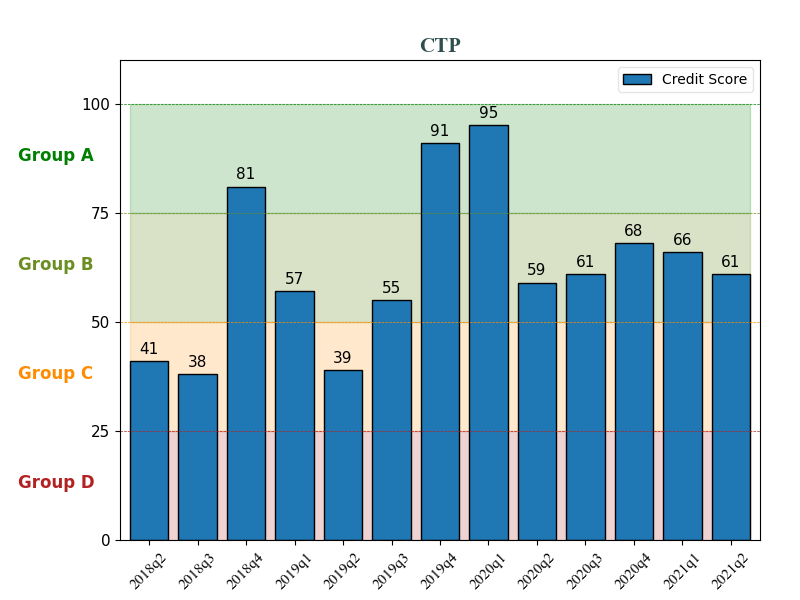 CTP
Credit Score
100
75
50
25
0
Group A
Group B
Group C
Group D
41
38
81
57
39
55
91
95
59
61
68
66
61
2018q2
2018q3
2018q4
2019q1
2019q2
2019q3
2019q4
2020q1
2020q2
2020q3
2020q4
2021q1
2021q2